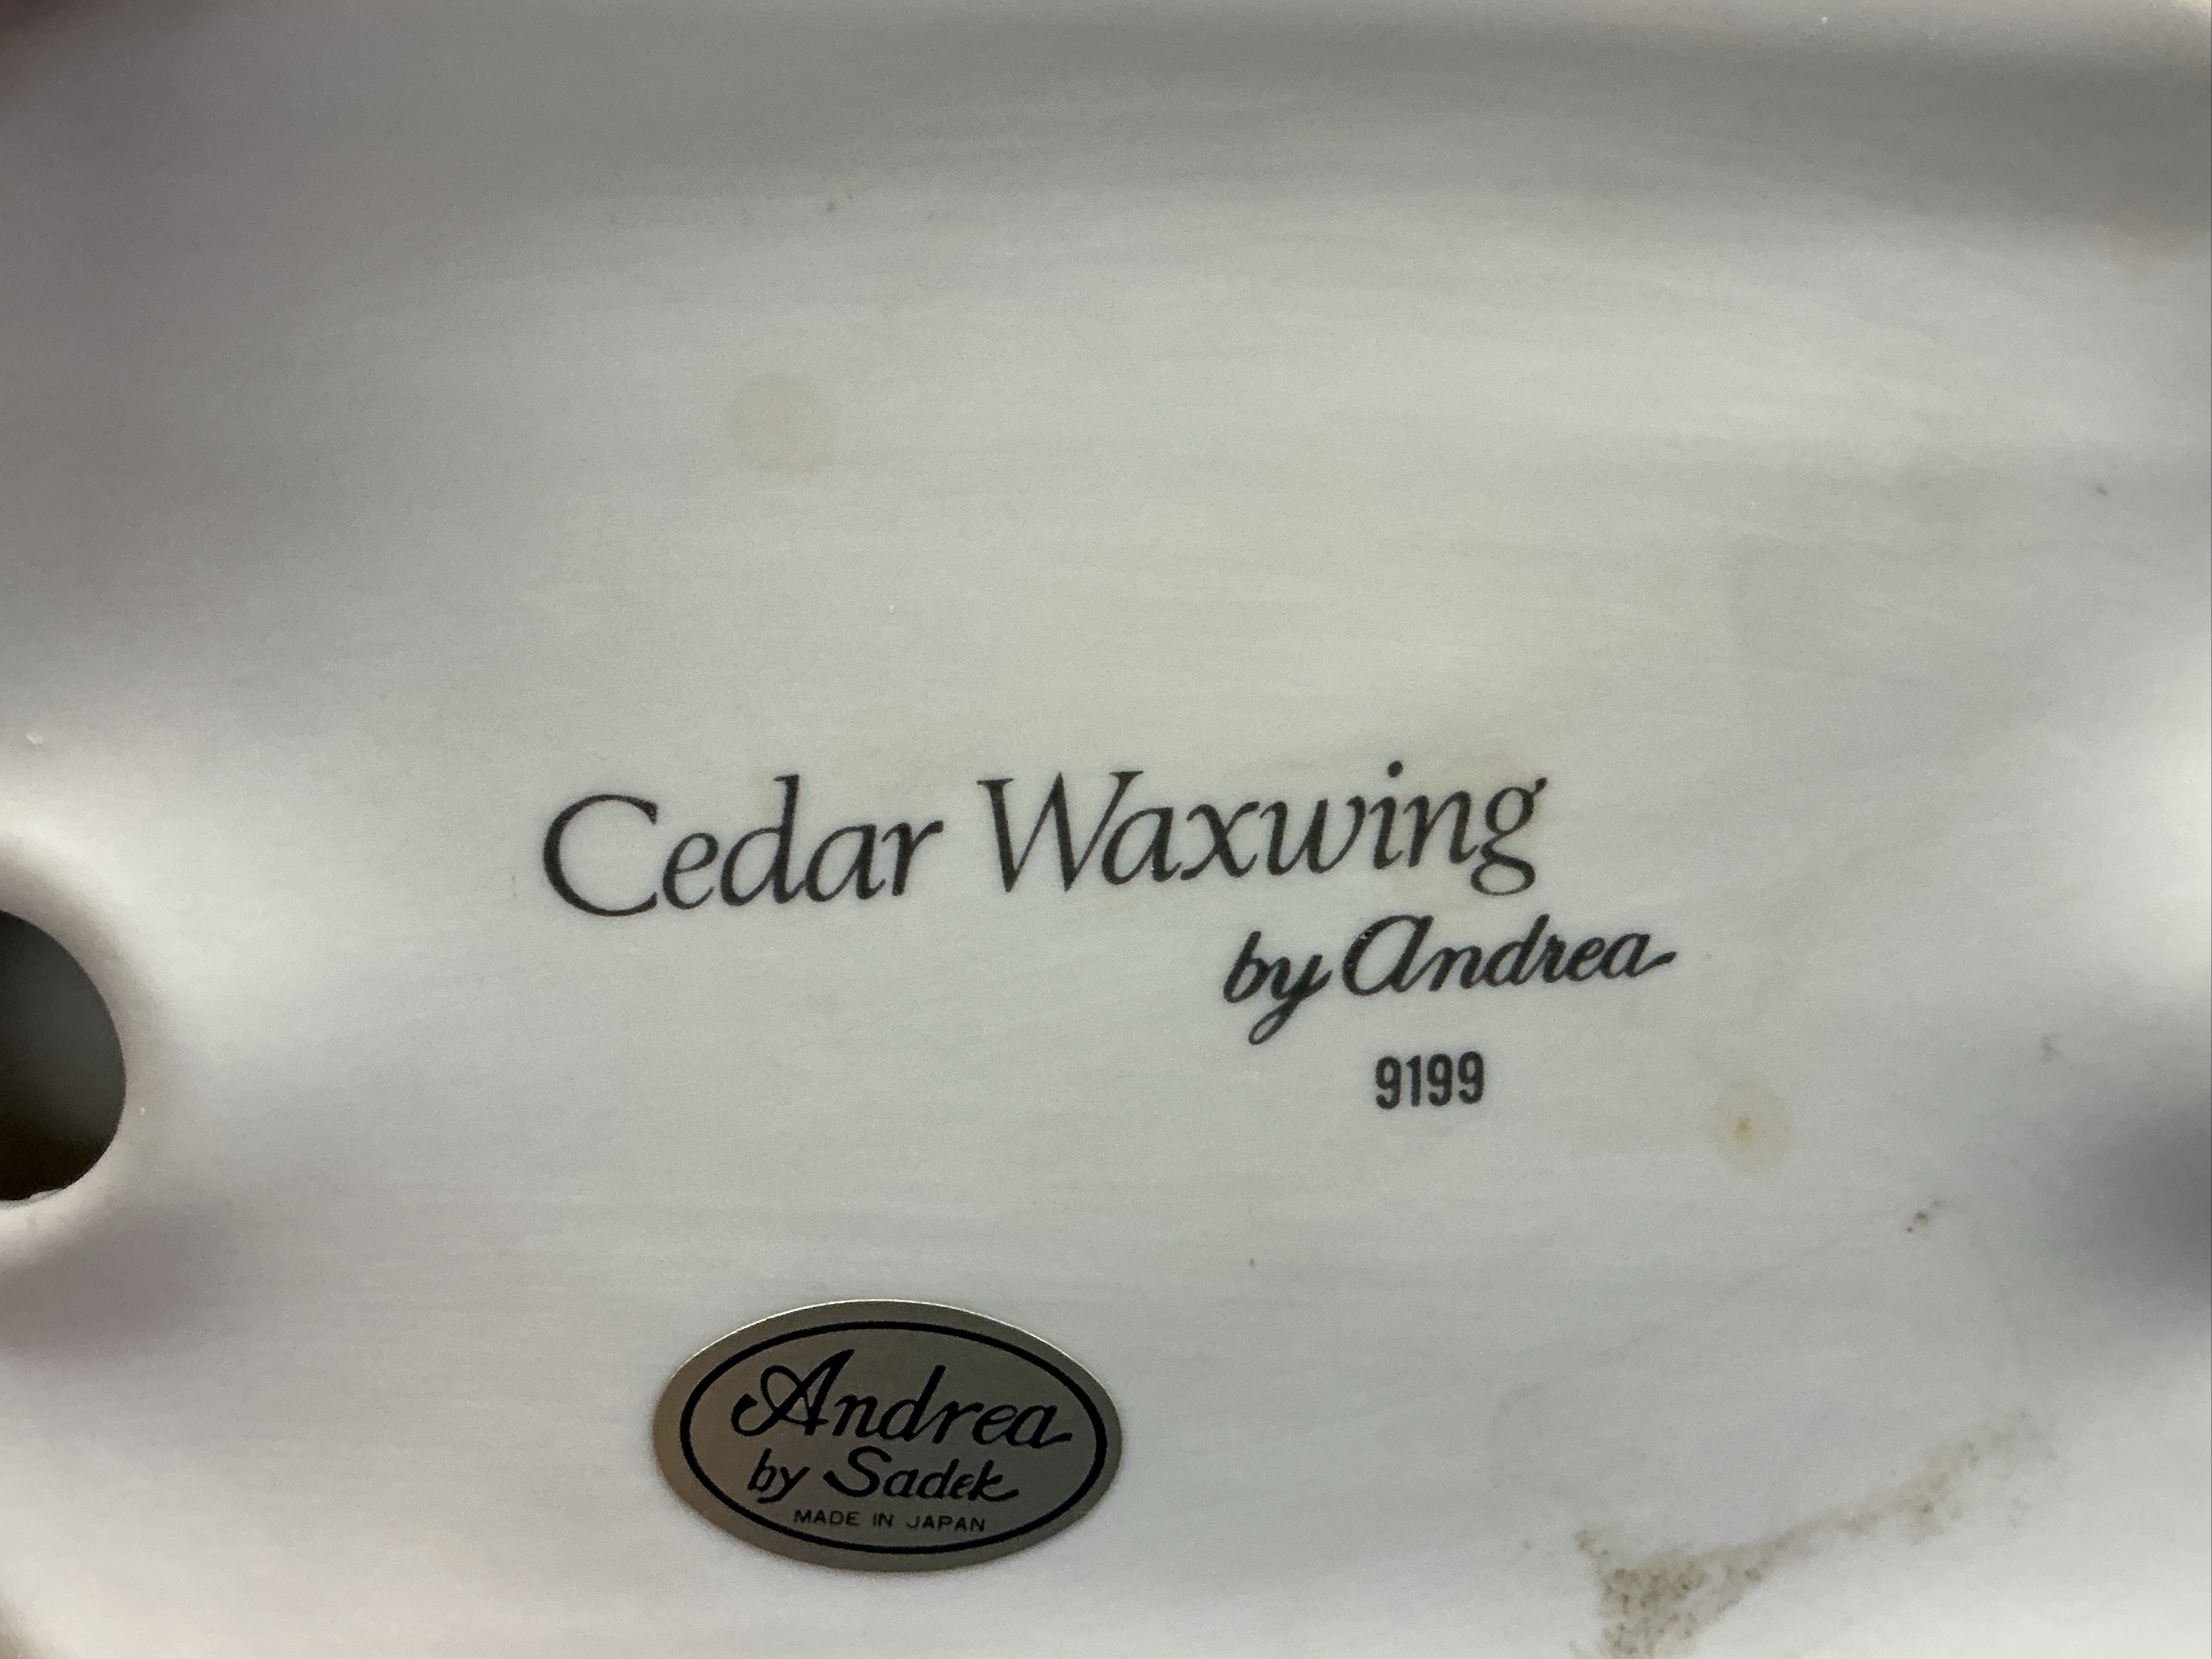 Cedar Waxwing
by Andrea
9199
Andrea
by Sadek
MADE IN JAPAN